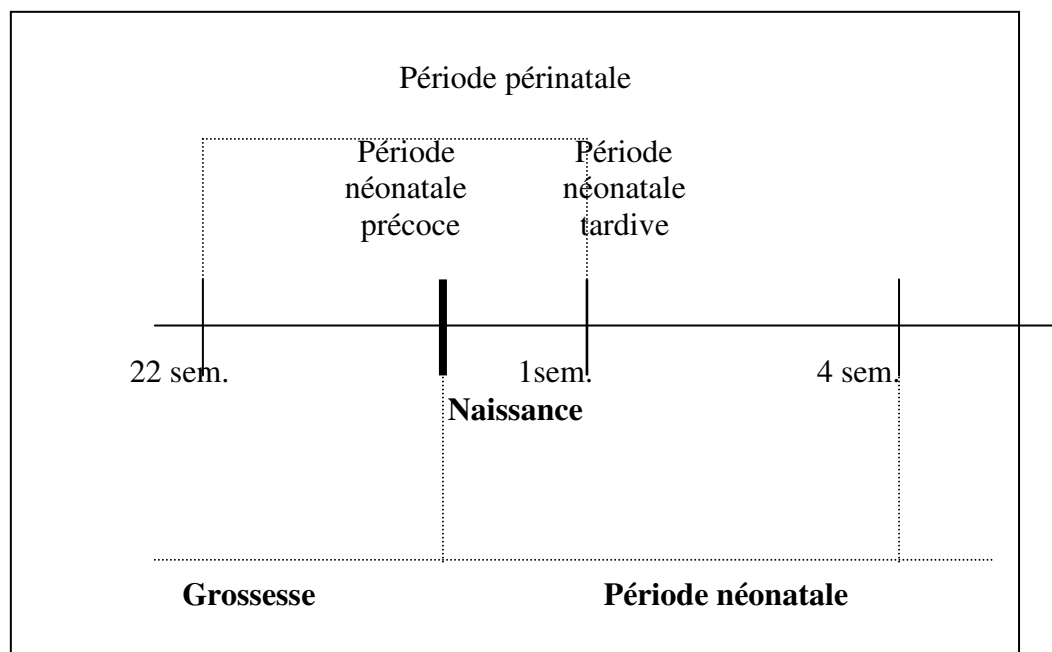 Période périnatale
Période
néonatale
précoce
Période
néonatale
tardive
22 sem.
1sem.
4 sem.
Naissance
Grossesse
Période néonatale